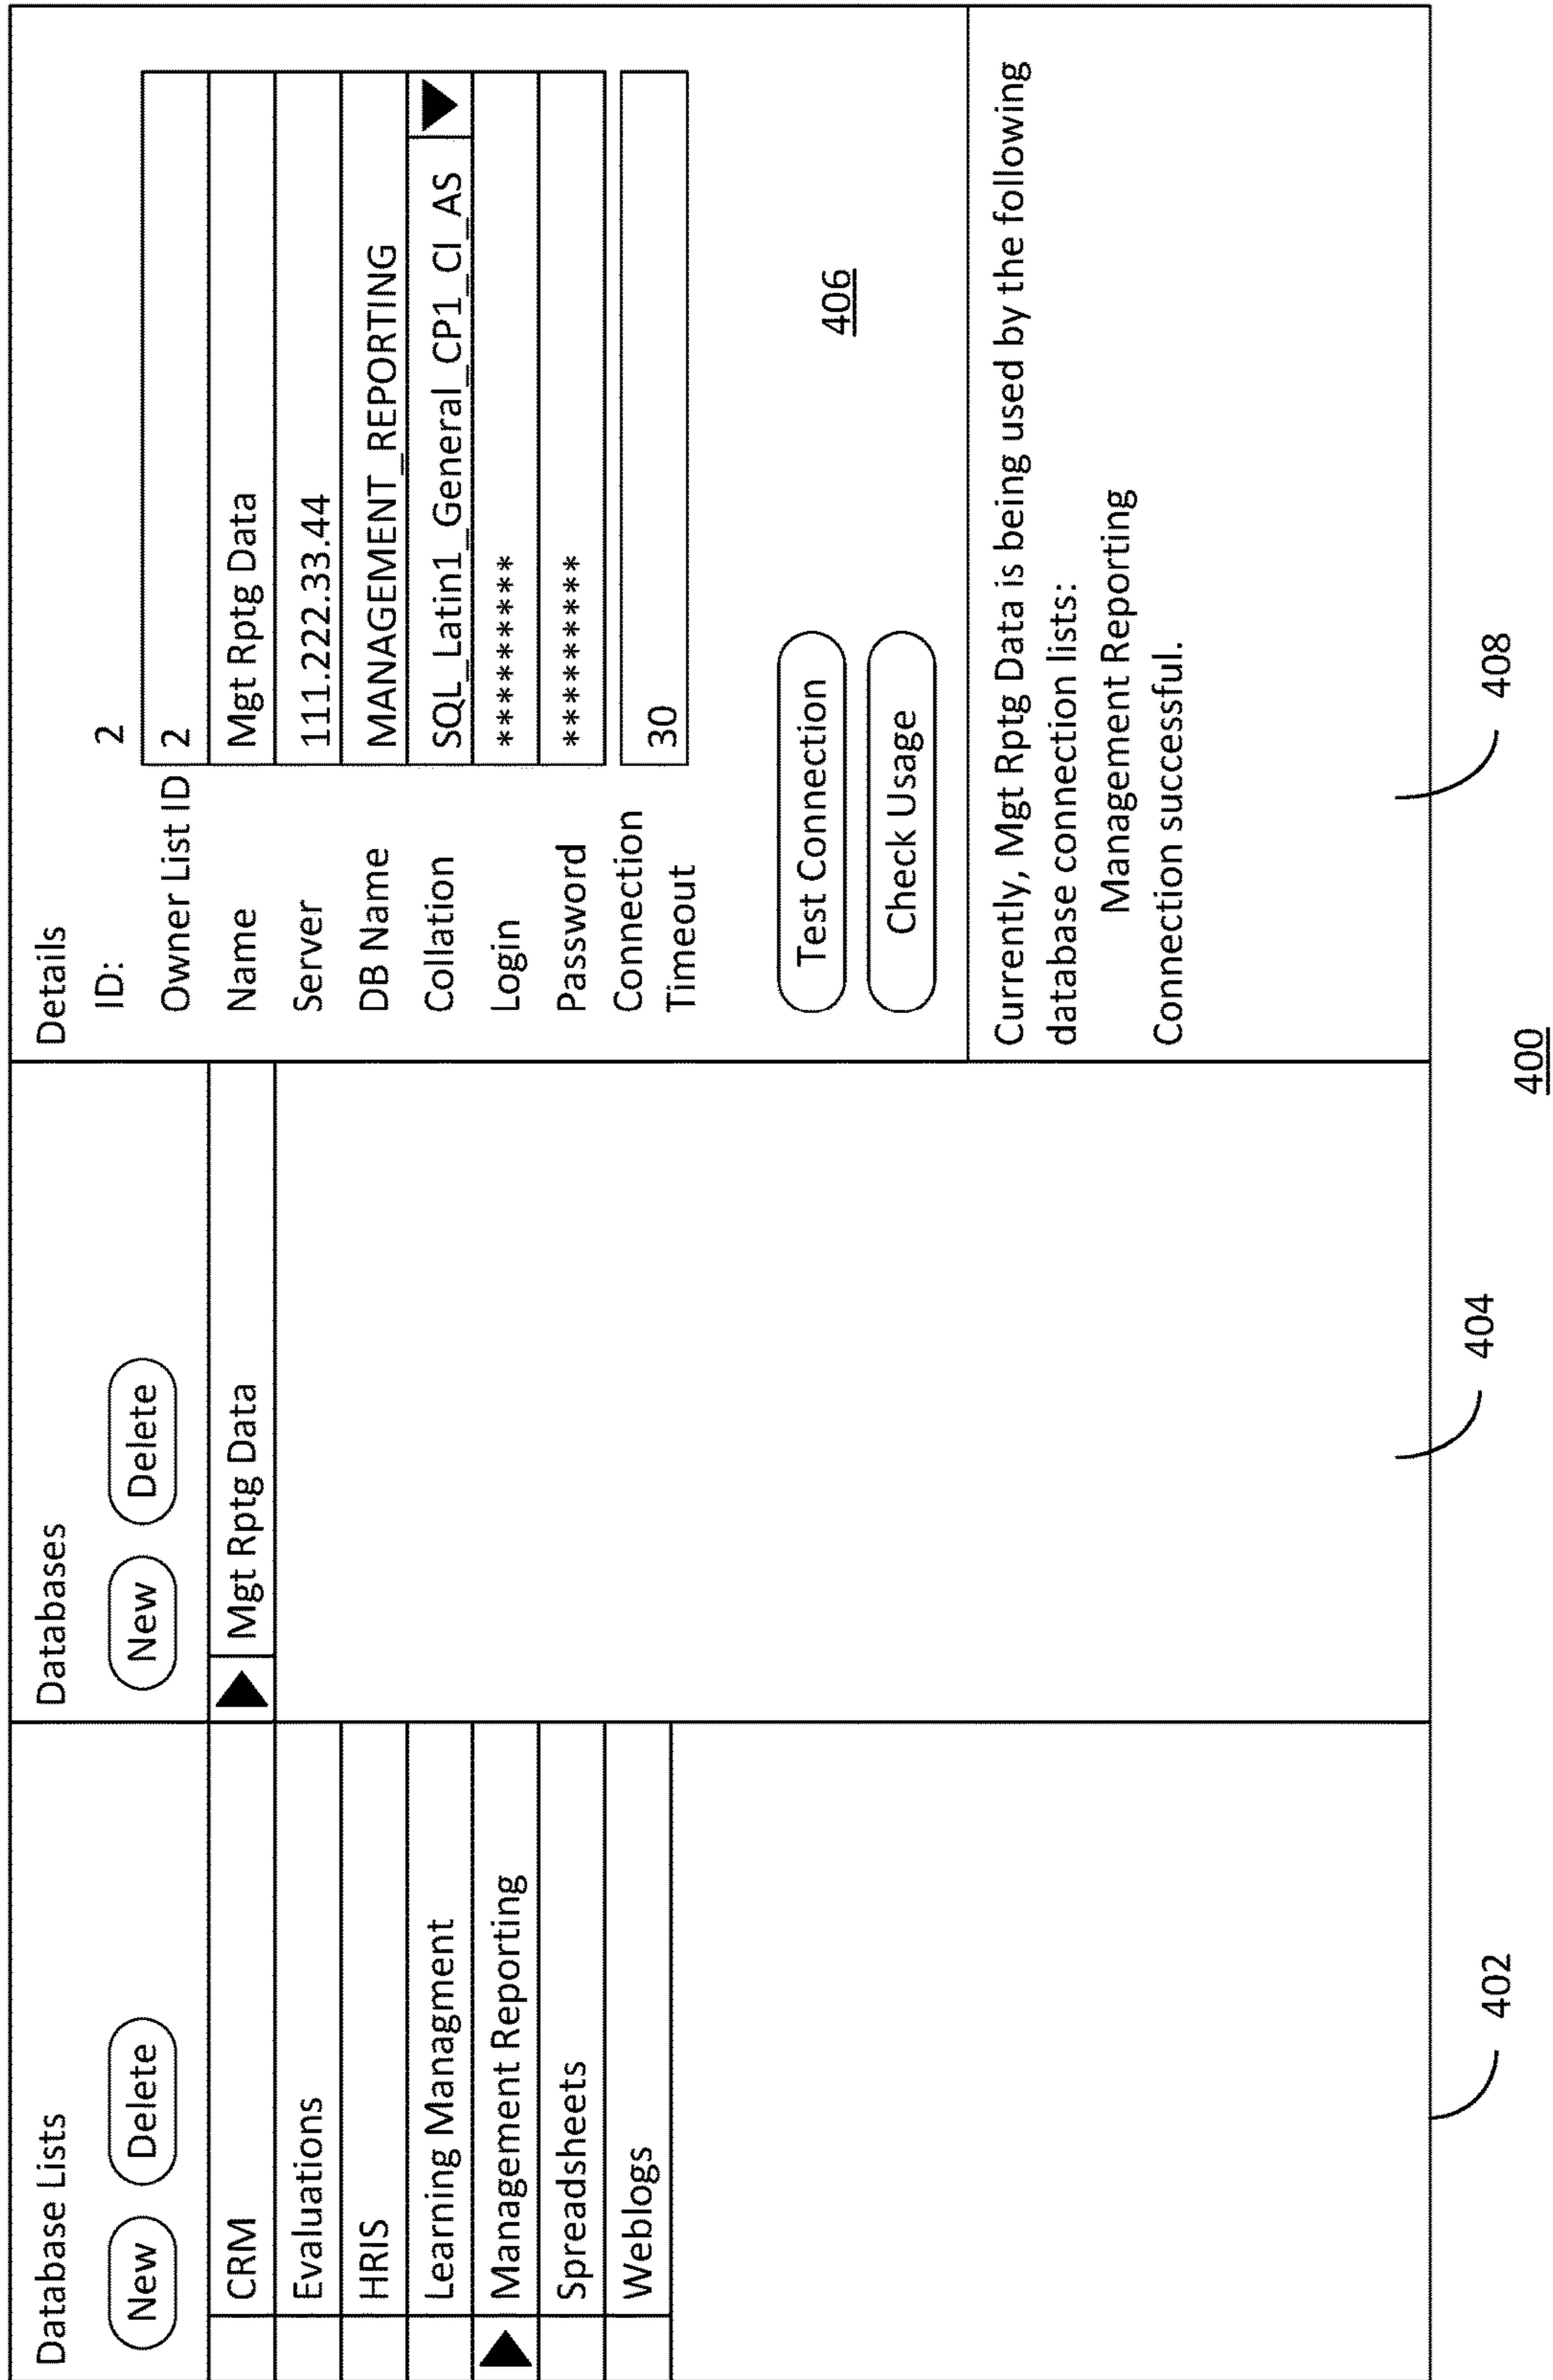 Database Lists
New Delete
CRM
Evaluations
HRIS
Learning Managment
Management Reporting
Spreadsheets
Weblogs
402
Databases
New Delete
Mgt Rptg Data
404
Details
ID: 2
Owner List ID 2
Name Mgt Rptg Data
Server 111.222.33.44
DB Name MANAGEMENT_REPORTING
Collation SQL_Latin1_General_CP1_CI_AS
Login **********
Password **********
Connection
Timeout 30
Test Connection
Check Usage
406
Currently, Mgt Rptg Data is being used by the following
database connection lists:
Management Reporting
Connection successful.
408
400